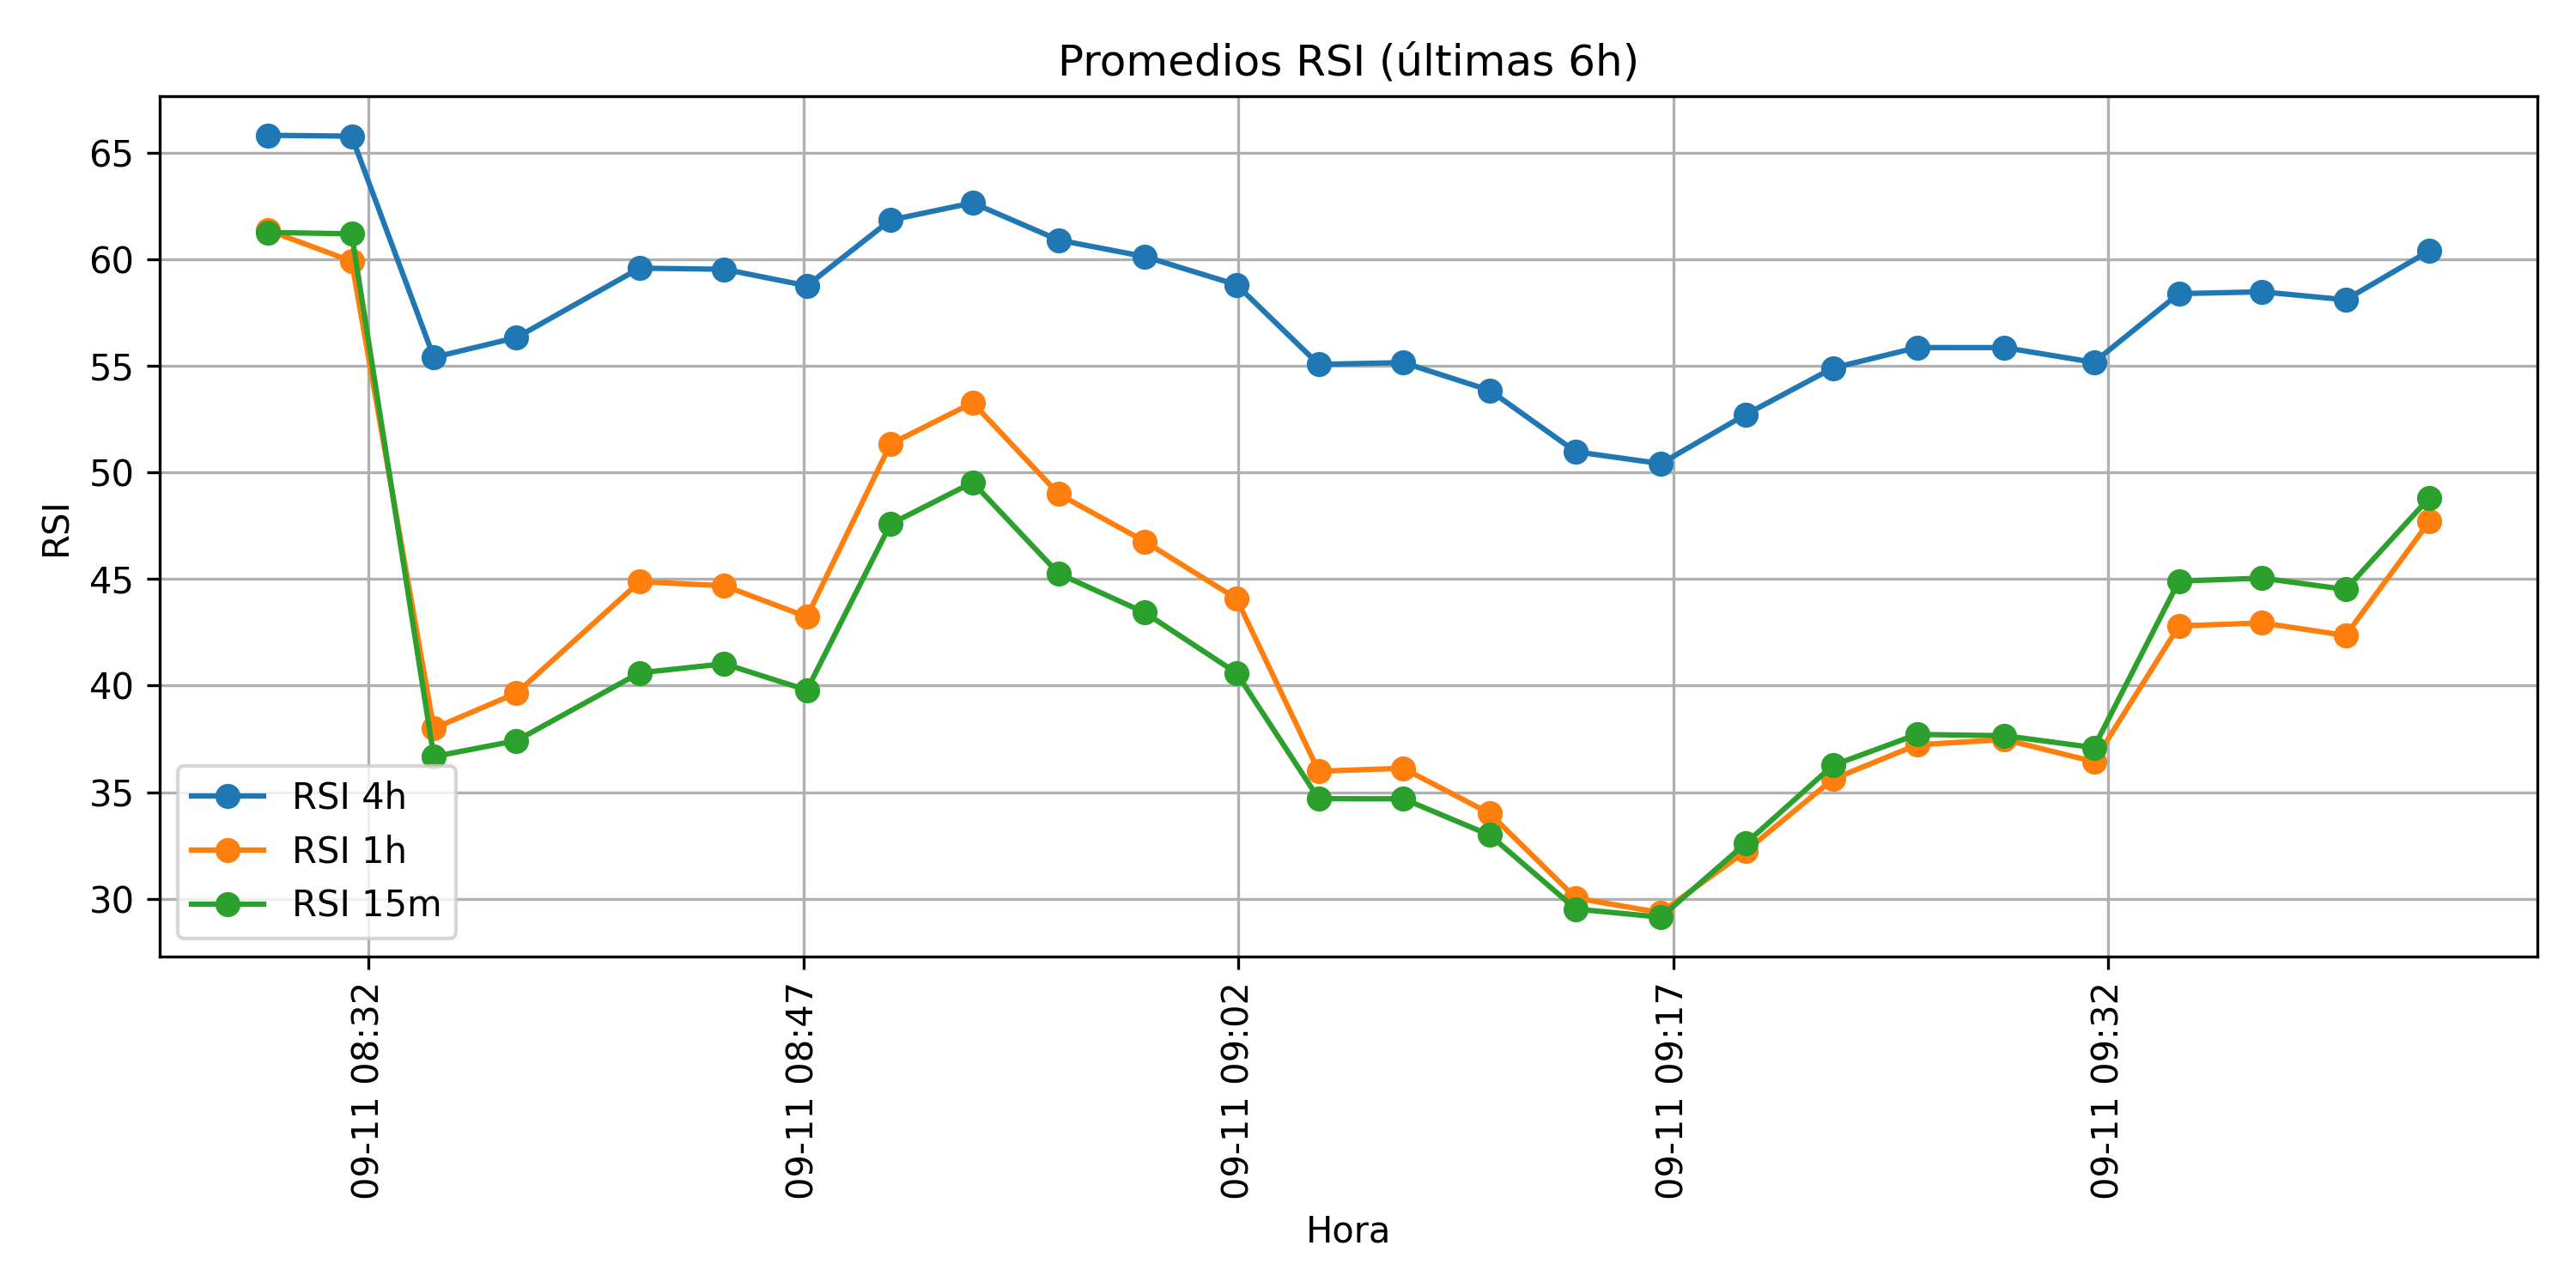 Promedios RSI (últimas 6h)
RSI
65
60
55
50
45
40
35
30
RSI 4h
RSI 1h
RSI 15m
09-11 08:32
09-11 08:47
09-11 09:02
09-11 09:17
09-11 09:32
Hora